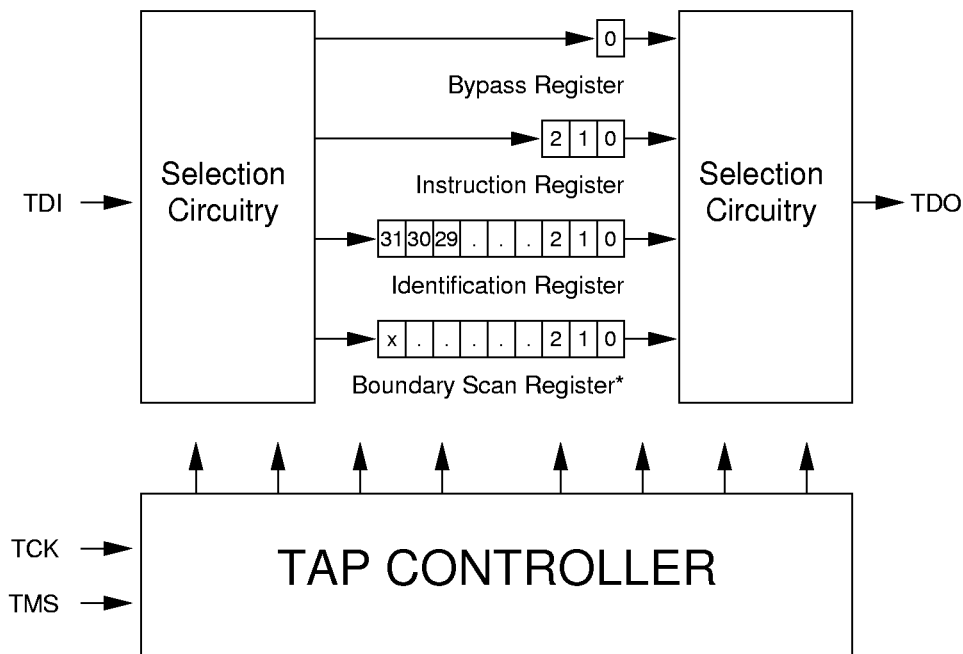 0
Bypass Register
2 1 0
Instruction Register
Selection
Circuitry
Selection
Circuitry
TDI
TDO
31 30 29 . . . 2 1 0
Identification Register
x . . . . . 2 1 0
Boundary Scan Register*
TCK
TMS
TAP CONTROLLER